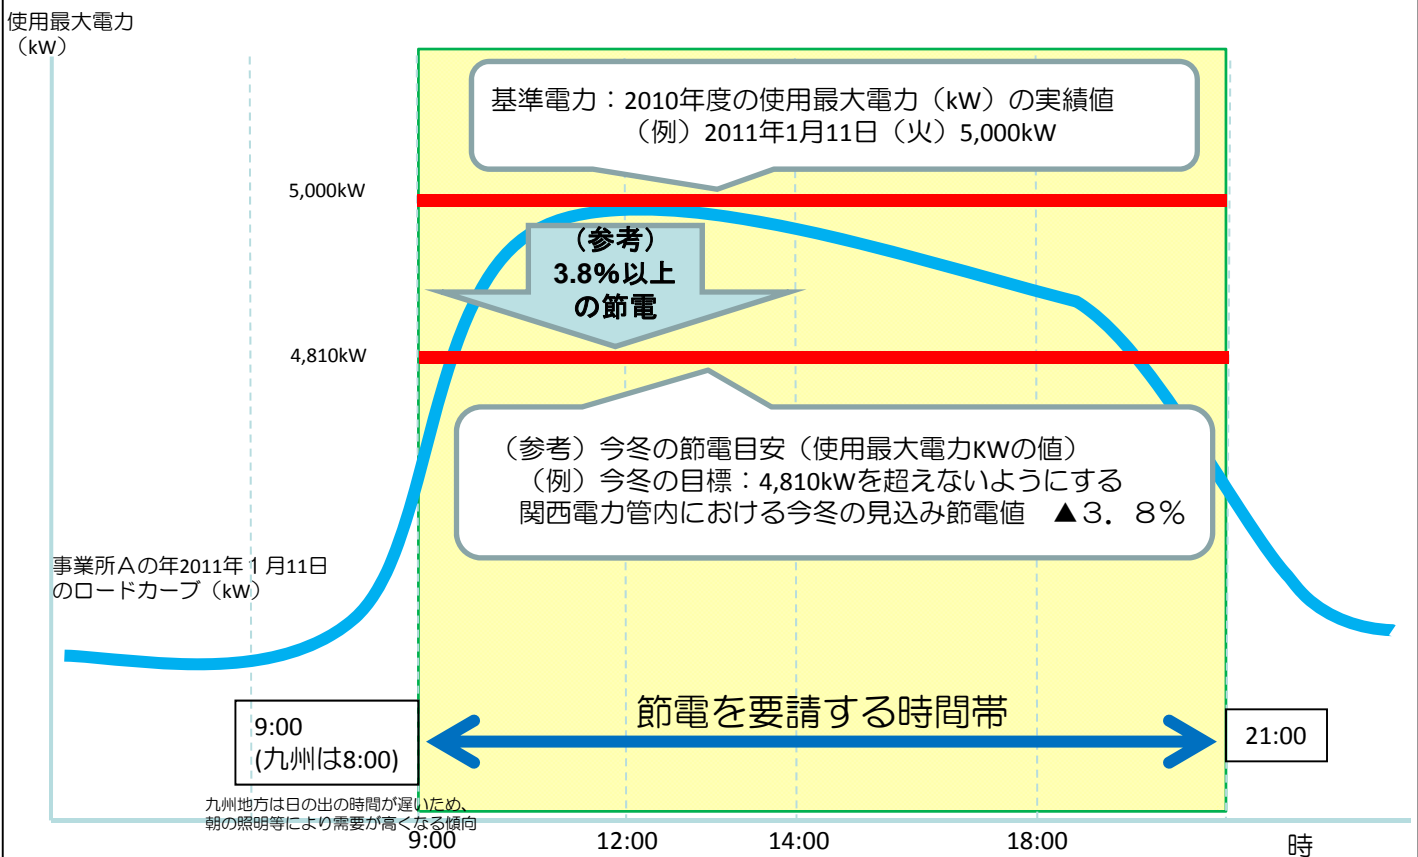 使用最大電力
（kW）
基準電力：2010年度の使用最大電力（kW）の実績値
（例）2011年1月11日（火）5,000kW
5,000kW
（参考）
3.8%以上
の節電
4,810kW
（参考）今冬の節電目安（使用最大電力KWの値）
（例）今冬の目標：4,810kWを超えないようにする
関西電力管内における今冬の見込み節電値　▲３．８％
事業所Ａの年2011年１月11日
のロードカーブ（kW）
節電を要請する時間帯
9:00
(九州は8:00)
21:00
九州地方は日の出の時間が遅いため、
朝の照明等により需要が高くなる傾向
9:00
12:00
14:00
18:00
時